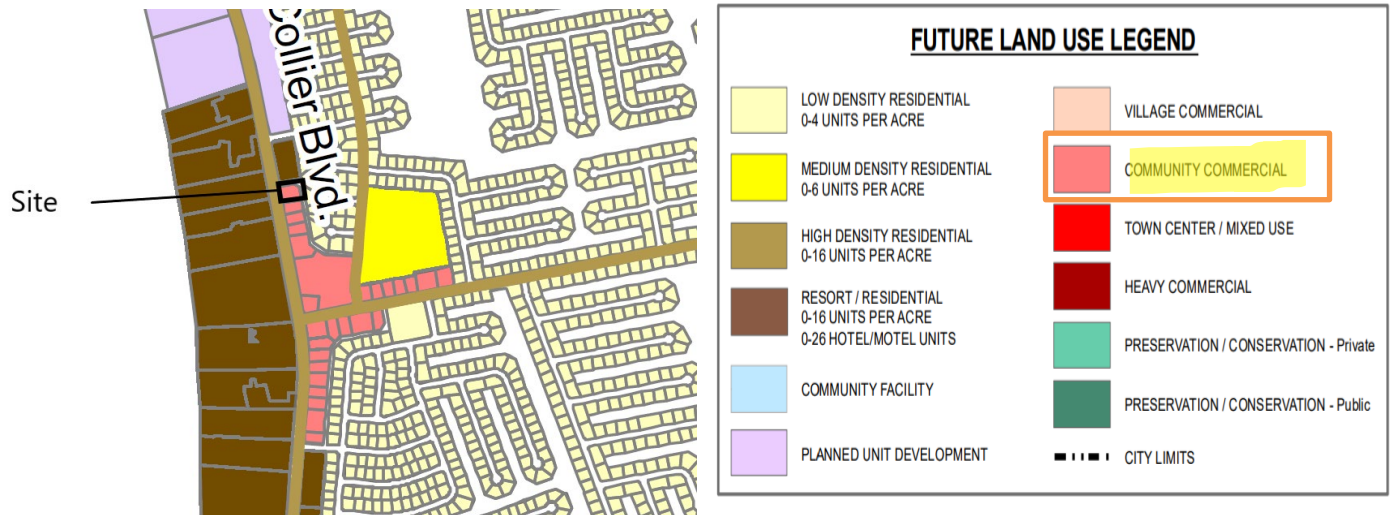 Collier Blvd.
Site
FUTURE LAND USE LEGEND
LOW DENSITY RESIDENTIAL
0-4 UNITS PER ACRE
MEDIUM DENSITY RESIDENTIAL
0-6 UNITS PER ACRE
HIGH DENSITY RESIDENTIAL
0-16 UNITS PER ACRE
RESORT / RESIDENTIAL
0-16 UNITS PER ACRE
0-26 HOTEL/MOTEL UNITS
COMMUNITY FACILITY
PLANNED UNIT DEVELOPMENT
VILLAGE COMMERCIAL
COMMUNITY COMMERCIAL
TOWN CENTER / MIXED USE
HEAVY COMMERCIAL
PRESERVATION / CONSERVATION - Private
PRESERVATION / CONSERVATION - Public
CITY LIMITS